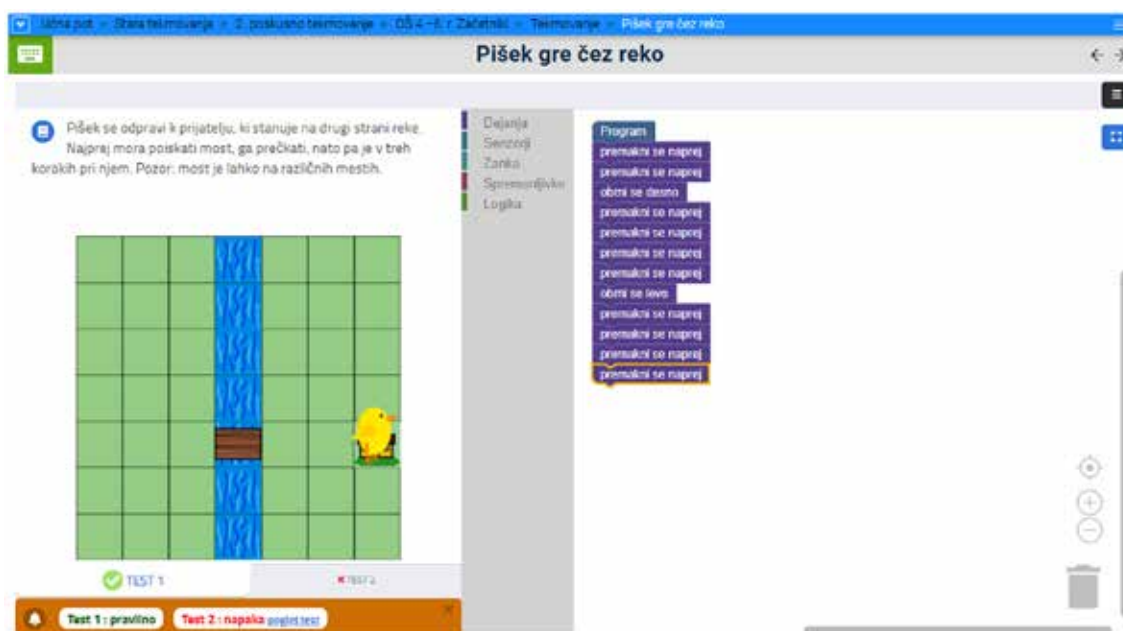 Učna pot - Stara tekmovanja - 2. poskusno tekmovanje - OŠ 4.-6. r. Začetniki - Tekmovanje - Pišek gre čez reko
Pišek gre čez reko
Pišek se odpravi k prijatelju, ki stanuje na drugi strani reke.
Najprej mora poiskati most, ga prečkati, nato pa je v treh
korakih pri njem. Pozor: most je lahko na različnih mestih.
Dejanja
Senzorji
Zanka
Spremenljivke
Logika
Program
premakni se naprej
premakni se naprej
obrni se desno
premakni se naprej
premakni se naprej
premakni se naprej
premakni se naprej
obrni se levo
premakni se naprej
premakni se naprej
premakni se naprej
premakni se naprej
TEST 1
TEST 2
Test 1 : pravilno
Test 2 : napaka poglej test